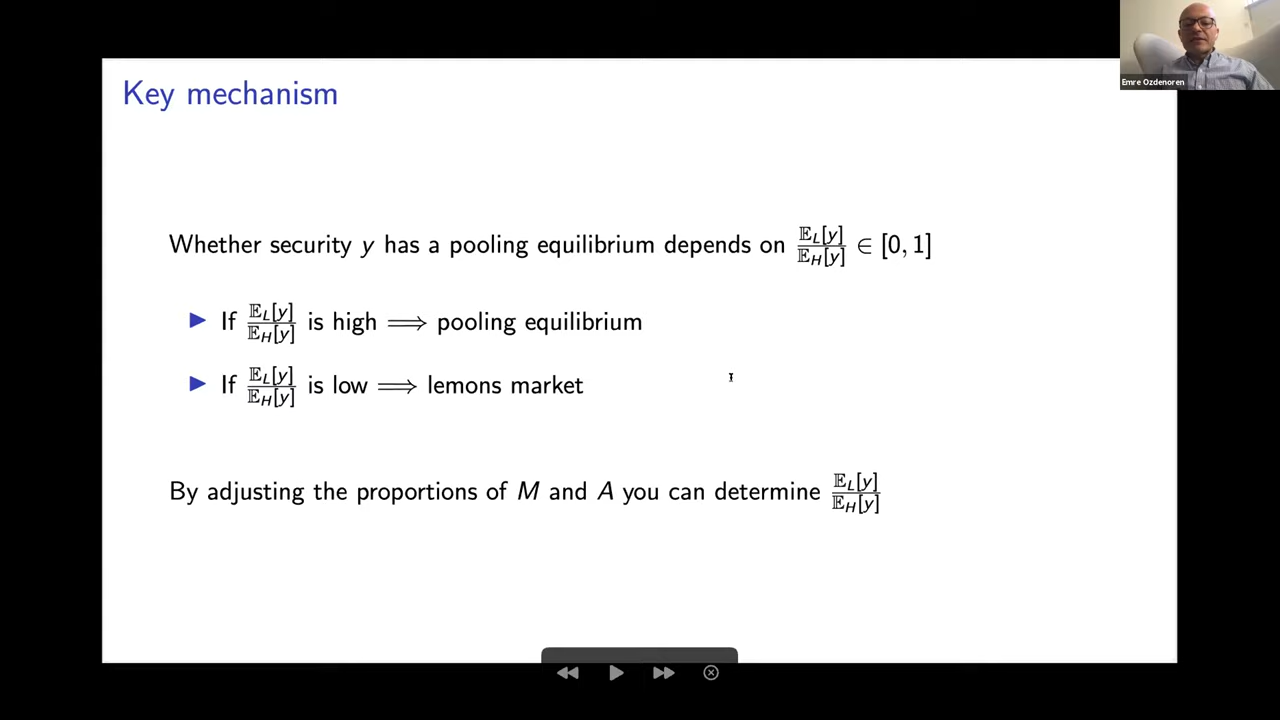 Key mechanism
Whether security y has a pooling equilibrium depends on 𝔼_L[y]/𝔼_H[y] ∈ [0, 1]
▶ If 𝔼_L[y]/𝔼_H[y] is high ⟹ pooling equilibrium
▶ If 𝔼_L[y]/𝔼_H[y] is low ⟹ lemons market
By adjusting the proportions of M and A you can determine 𝔼_L[y]/𝔼_H[y]
Emre Ozdenoren